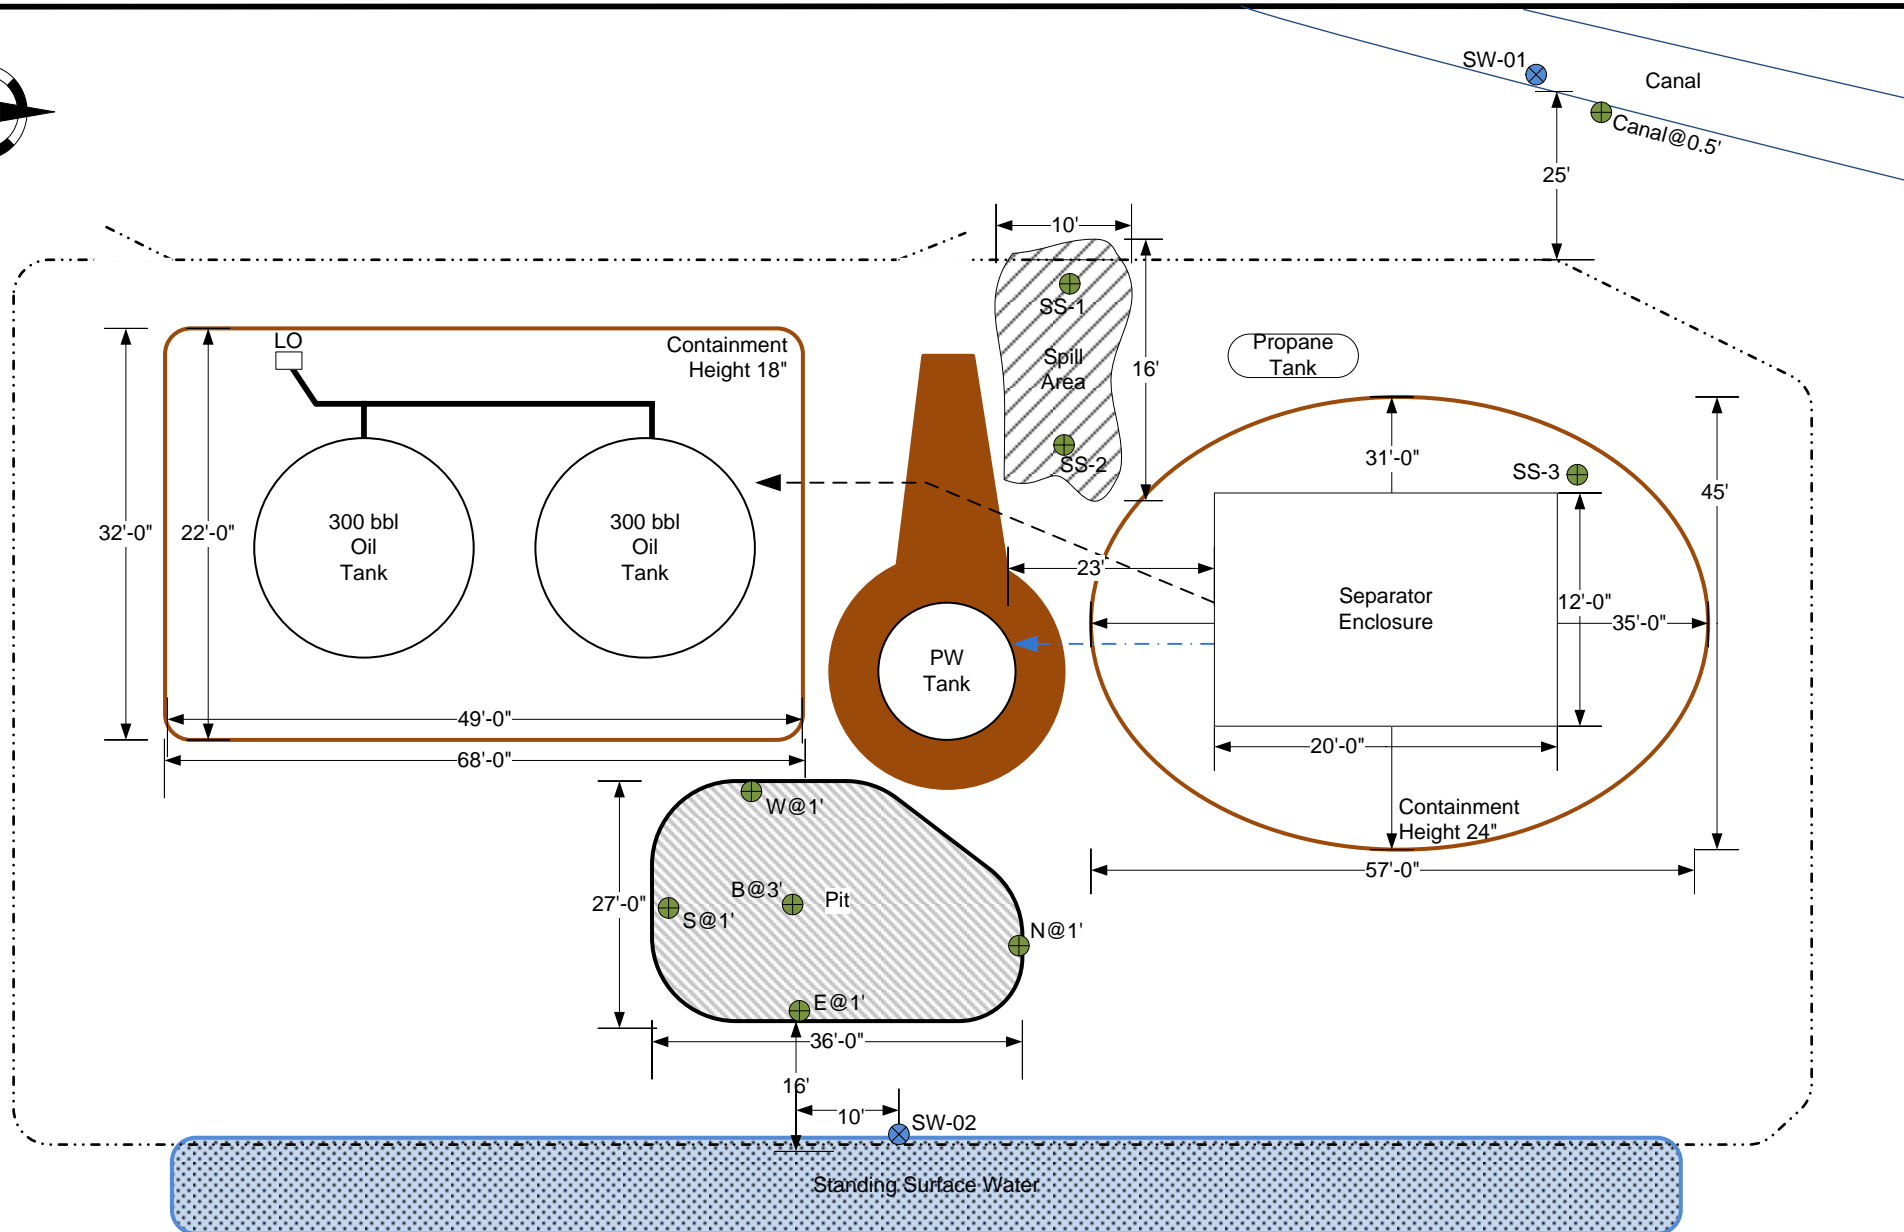 SW-01
Canal
Canal@0.5'
25'
10'
SS-1
Spill
Area
16'
SS-2
LO
Containment
Height 18"
Propane
Tank
31'-0"
SS-3
45'
32'-0"
22'-0"
300 bbl
Oil
Tank
300 bbl
Oil
Tank
23'
Separator
Enclosure
12'-0"
35'-0"
PW
Tank
49'-0"
68'-0"
20'-0"
Containment
Height 24"
57'-0"
W@1'
27'-0"
B@3'
Pit
S@1'
N@1'
E@1'
36'-0"
16'
10'
SW-02
Standing Surface Water